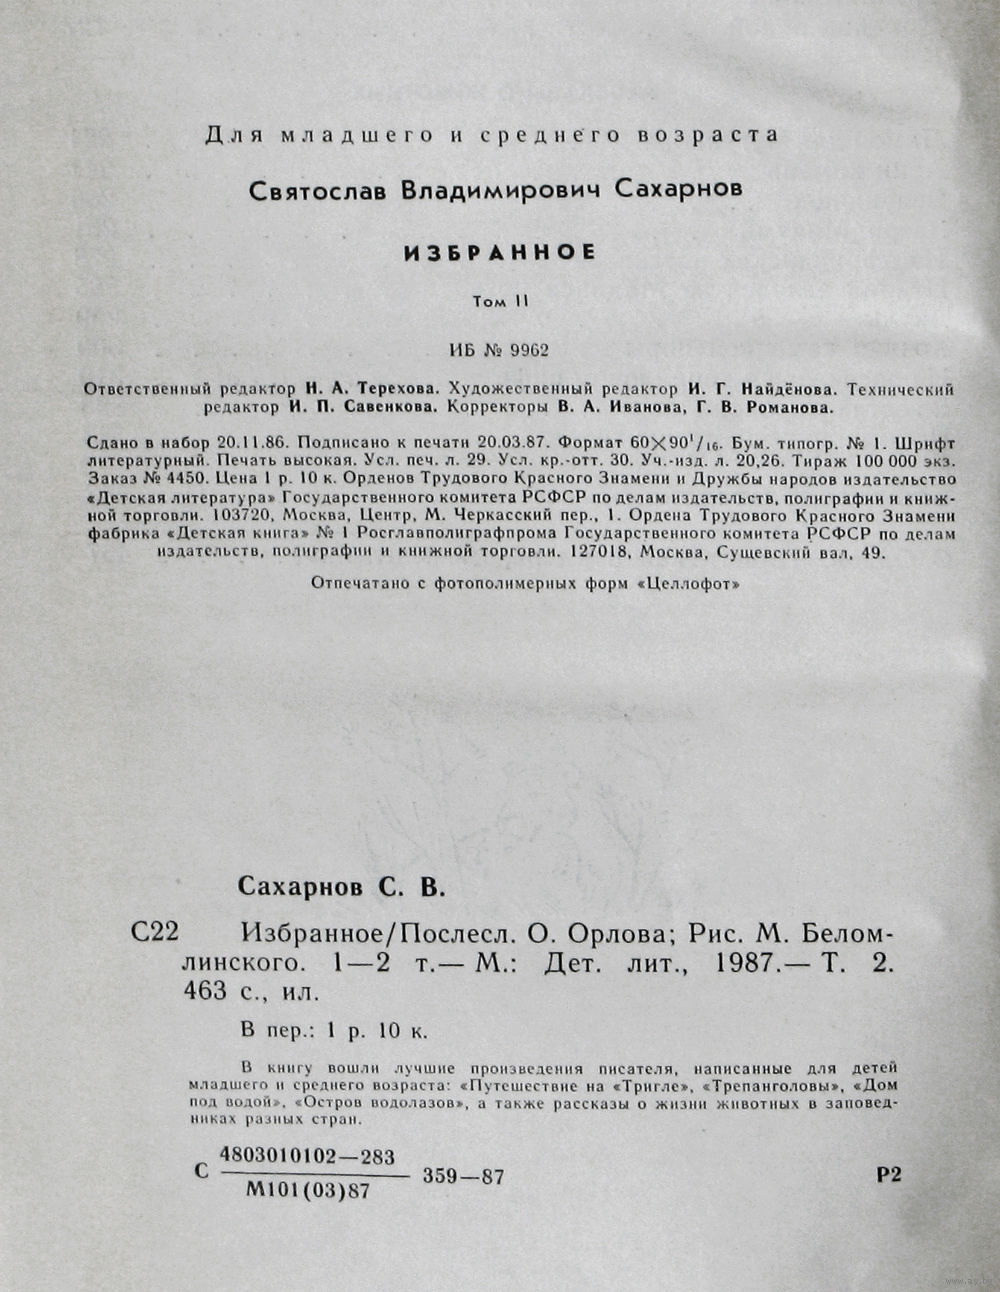 Для младшего и среднего возраста
Святослав Владимирович Сахарнов
ИЗБРАННОЕ
Том II
ИБ № 9962
Ответственный редактор Н. А. Терехова. Художественный редактор И. Г. Найдёнова. Технический
редактор И. П. Савенкова. Корректоры В. А. Иванова, Г. В. Романова.
Сдано в набор 20.11.86. Подписано к печати 20.03.87. Формат 60×90¹/₁₆. Бум. типогр. № 1. Шрифт
литературный. Печать высокая. Усл. печ. л. 29. Усл. кр.-отт. 30. Уч.-изд. л. 20,26. Тираж 100 000 экз.
Заказ № 4450. Цена 1 р. 10 к. Орденов Трудового Красного Знамени и Дружбы народов издательство
«Детская литература» Государственного комитета РСФСР по делам издательств, полиграфии и книж-
ной торговли. 103720, Москва, Центр, М. Черкасский пер., 1. Ордена Трудового Красного Знамени
фабрика «Детская книга» № 1 Росглавполиграфпрома Государственного комитета РСФСР по делам
издательств, полиграфии и книжной торговли. 127018, Москва, Сущевский вал, 49.
Отпечатано с фотополимерных форм «Целлофот»
Сахарнов С. В.
С22 Избранное/Послесл. О. Орлова; Рис. М. Белом-
линского. 1—2 т.— М.: Дет. лит., 1987.— Т. 2.
463 с., ил.
В пер.: 1 р. 10 к.
В книгу вошли лучшие произведения писателя, написанные для детей
младшего и среднего возраста: «Путешествие на «Тригле», «Трепанголовы», «Дом
под водой», «Остров водолазов», а также рассказы о жизни животных в заповед-
никах разных стран.
С 4803010102—283 359—87 Р2
М101(03)87
www.ay.by